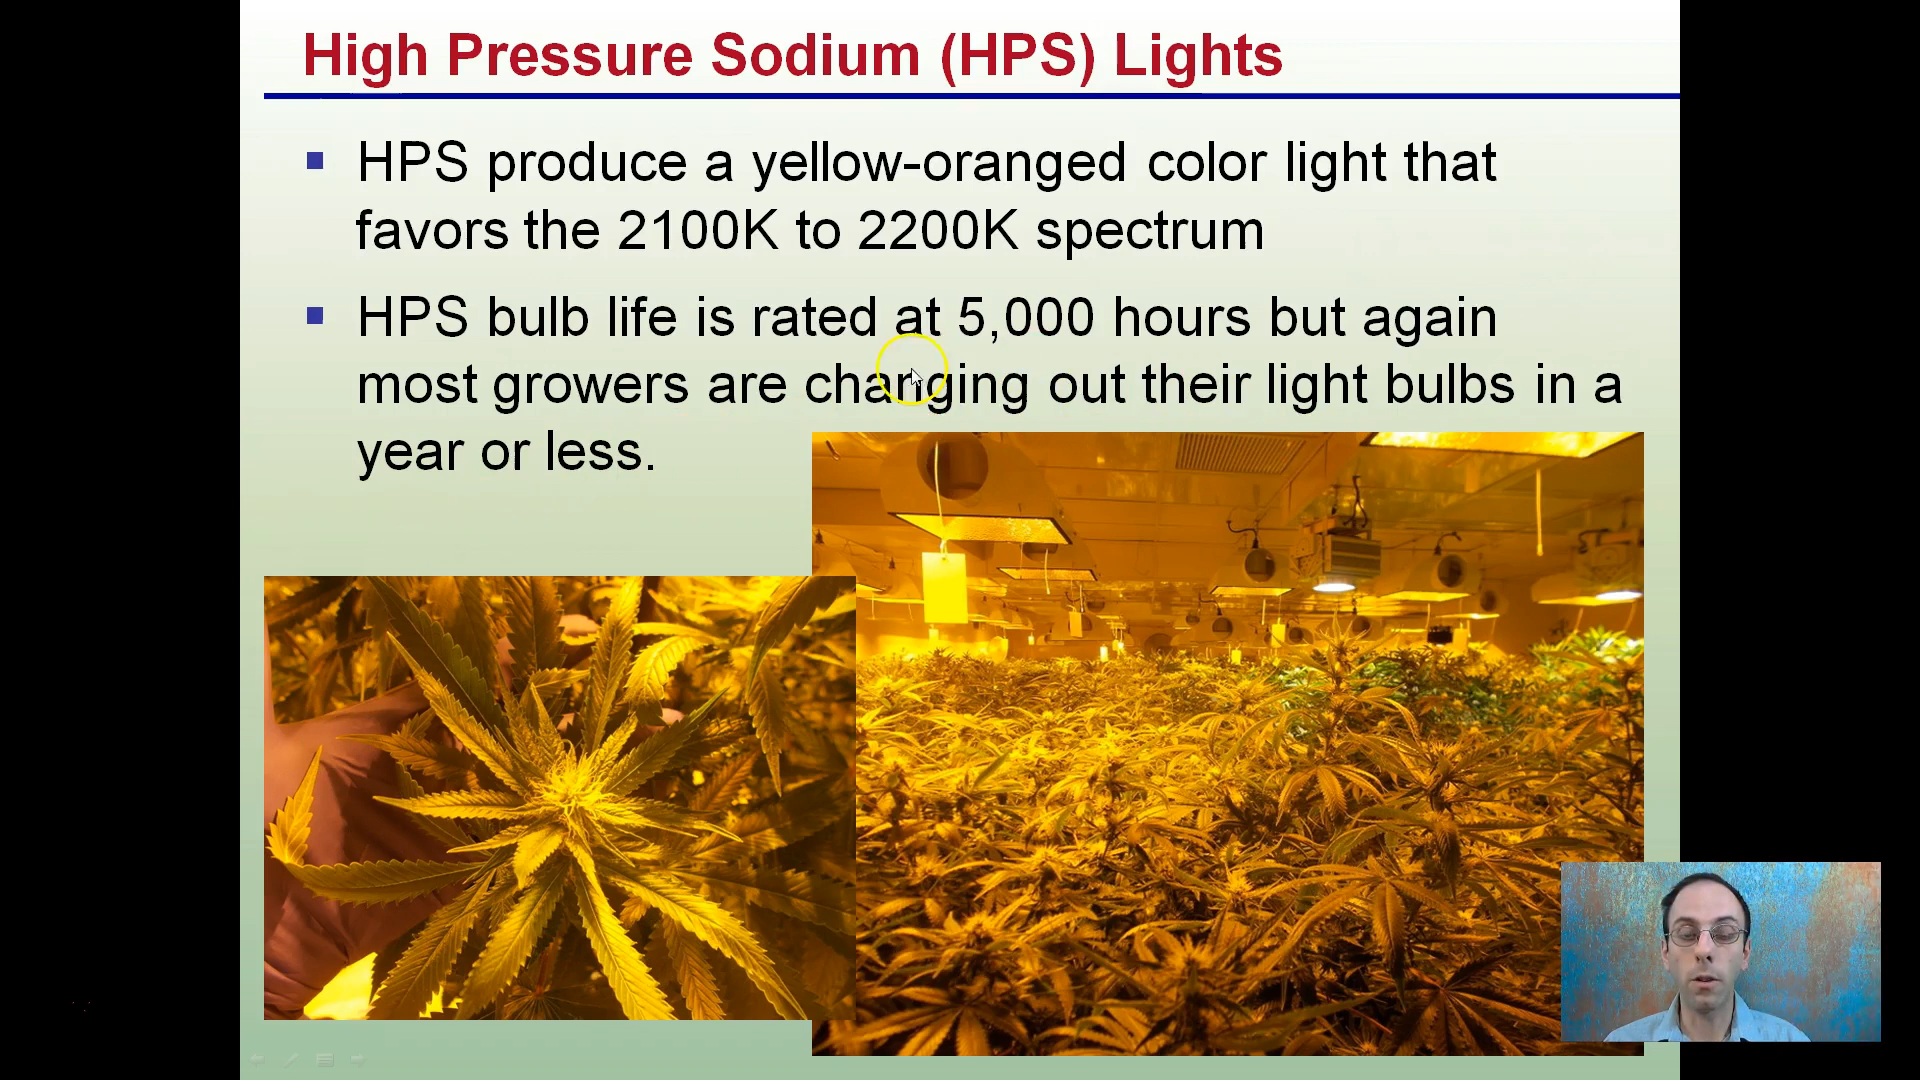 High Pressure Sodium (HPS) Lights
HPS produce a yellow-oranged color light that
favors the 2100K to 2200K spectrum
HPS bulb life is rated at 5,000 hours but again
most growers are changing out their light bulbs in a
year or less.